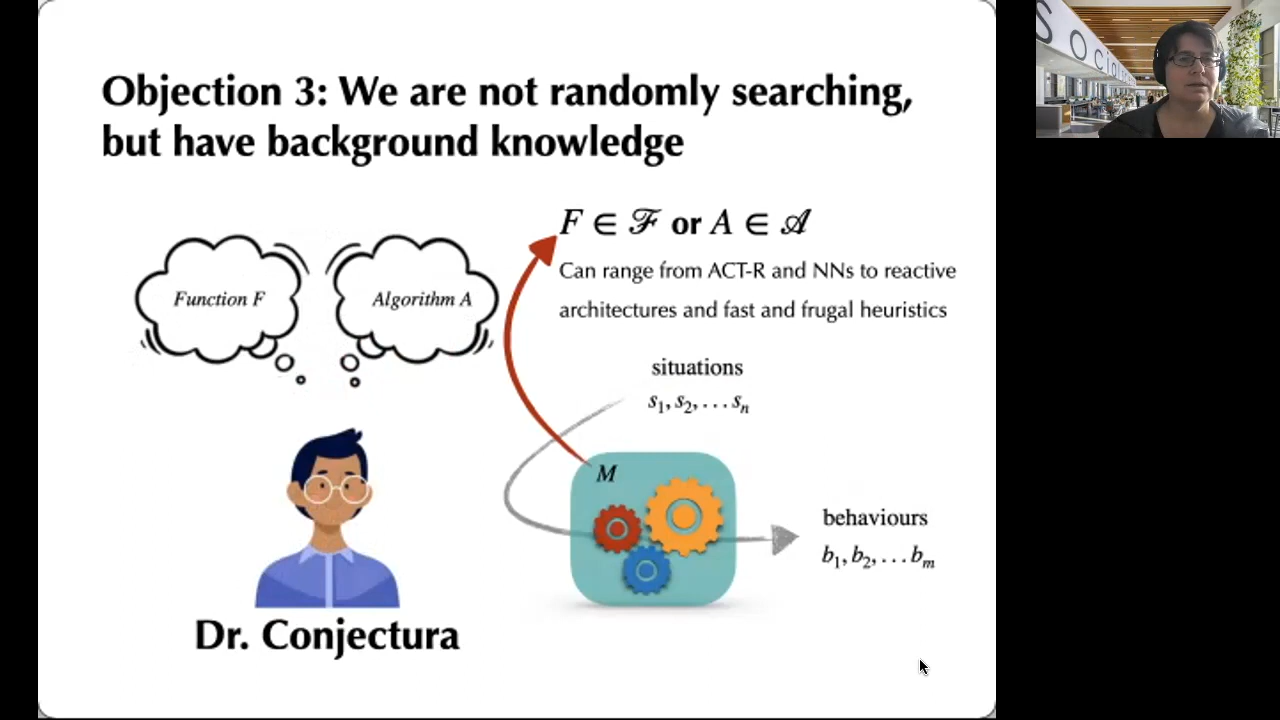 Objection 3: We are not randomly searching,
but have background knowledge
F ∈ ℱ or A ∈ 𝒜
Can range from ACT-R and NNs to reactive
architectures and fast and frugal heuristics
Function F
Algorithm A
situations
s₁, s₂, . . . sₙ
M
behaviours
b₁, b₂, . . . bₘ
Dr. Conjectura